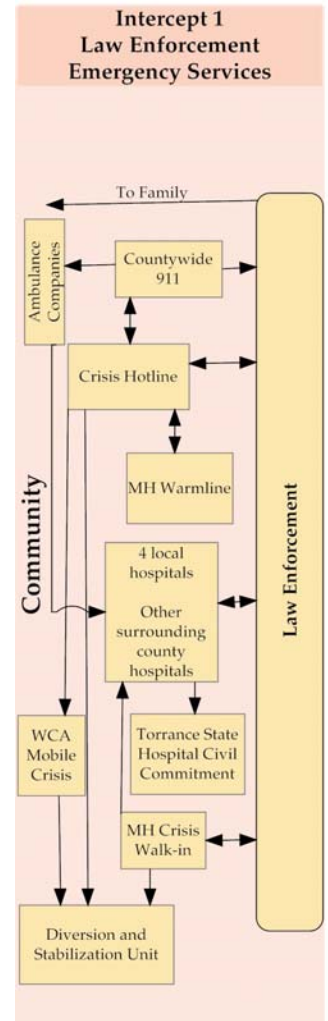 Intercept 1
Law Enforcement
Emergency Services
To Family
Ambulance
Companies
Countywide
911
Crisis Hotline
MH Warmline
Community
4 local
hospitals
Other
surrounding
county
hospitals
Law Enforcement
WCA
Mobile
Crisis
Torrance State
Hospital Civil
Commitment
MH Crisis
Walk-in
Diversion and
Stabilization Unit